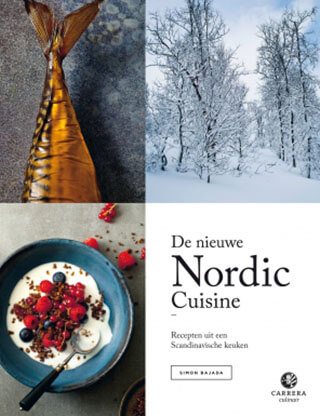 De nieuwe
Nordic
Cuisine
–
Recepten uit een
Scandinavische keuken
SIMON BAJADA
CARRERA
culinair